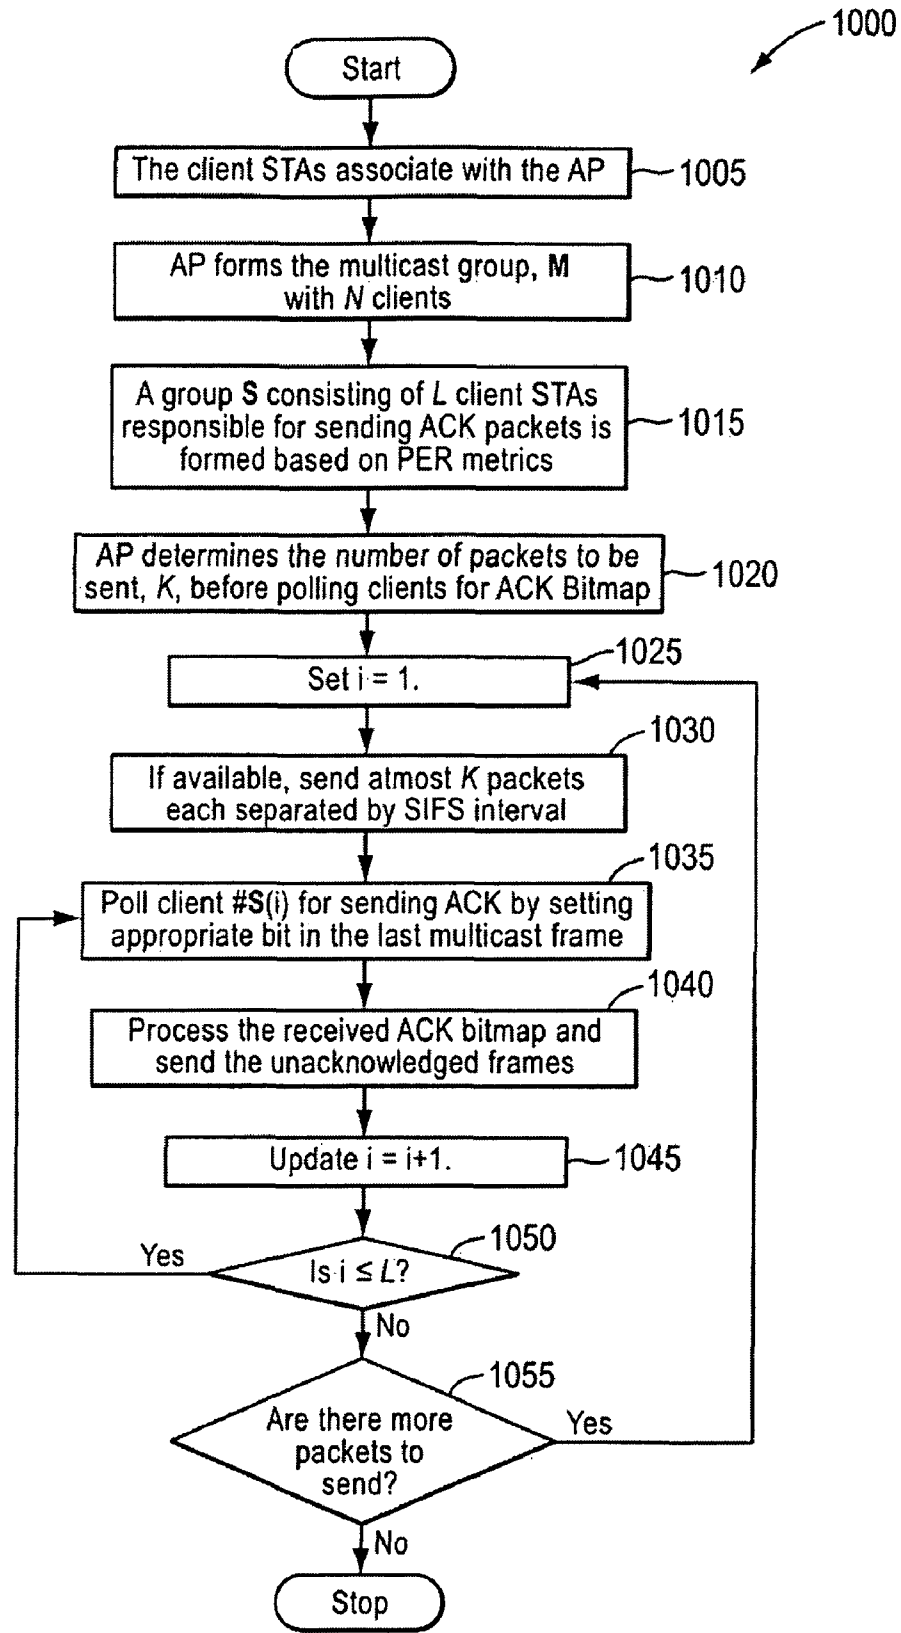 1000
Start
The client STAs associate with the AP
1005
AP forms the multicast group, M
with N clients
1010
A group S consisting of L client STAs
responsible for sending ACK packets is
formed based on PER metrics
1015
AP determines the number of packets to be
sent, K, before polling clients for ACK Bitmap
1020
1025
Set i = 1.
1030
If available, send atmost K packets
each separated by SIFS interval
1035
Poll client #S(i) for sending ACK by setting
appropriate bit in the last multicast frame
1040
Process the received ACK bitmap and
send the unacknowledged frames
Update i = i+1.
1045
1050
Yes
Is i ≤ L?
No
1055
Are there more
packets to
send?
Yes
No
Stop